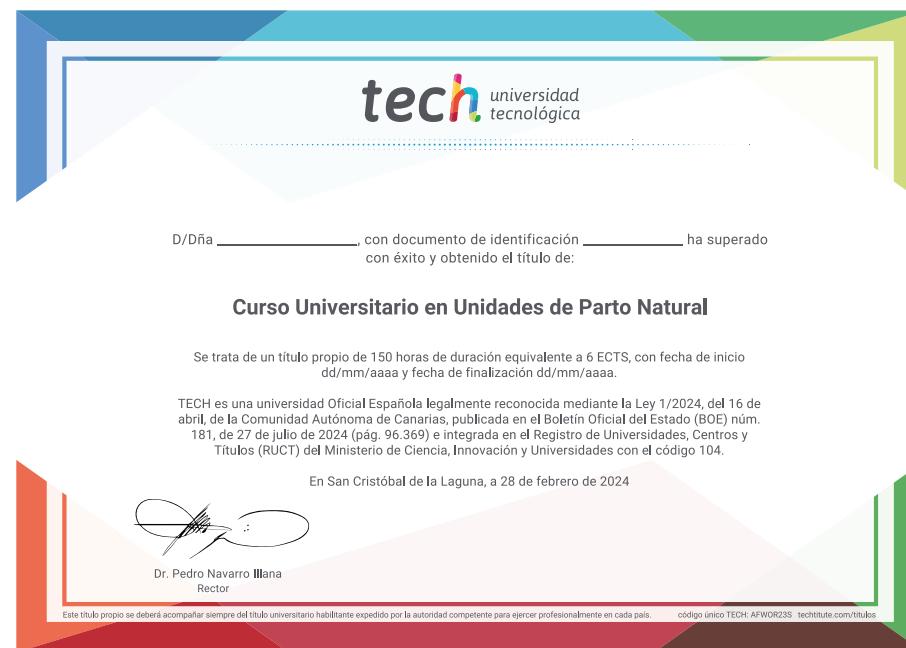 tech universidad
tecnológica
D/Dña ____________________, con documento de identificación ______________ ha superado
con éxito y obtenido el título de:
Curso Universitario en Unidades de Parto Natural
Se trata de un título propio de 150 horas de duración equivalente a 6 ECTS, con fecha de inicio
dd/mm/aaaa y fecha de finalización dd/mm/aaaa.
TECH es una universidad Oficial Española legalmente reconocida mediante la Ley 1/2024, del 16 de
abril, de la Comunidad Autónoma de Canarias, publicada en el Boletín Oficial del Estado (BOE) núm.
181, de 27 de julio de 2024 (pág. 96.369) e integrada en el Registro de Universidades, Centros y
Títulos (RUCT) del Ministerio de Ciencia, Innovación y Universidades con el código 104.
En San Cristóbal de la Laguna, a 28 de febrero de 2024
Dr. Pedro Navarro Illana
Rector
Este título propio se deberá acompañar siempre del título universitario habilitante expedido por la autoridad competente para ejercer profesionalmente en cada país. código único TECH: AFWOR23S techtitute.com/titulos